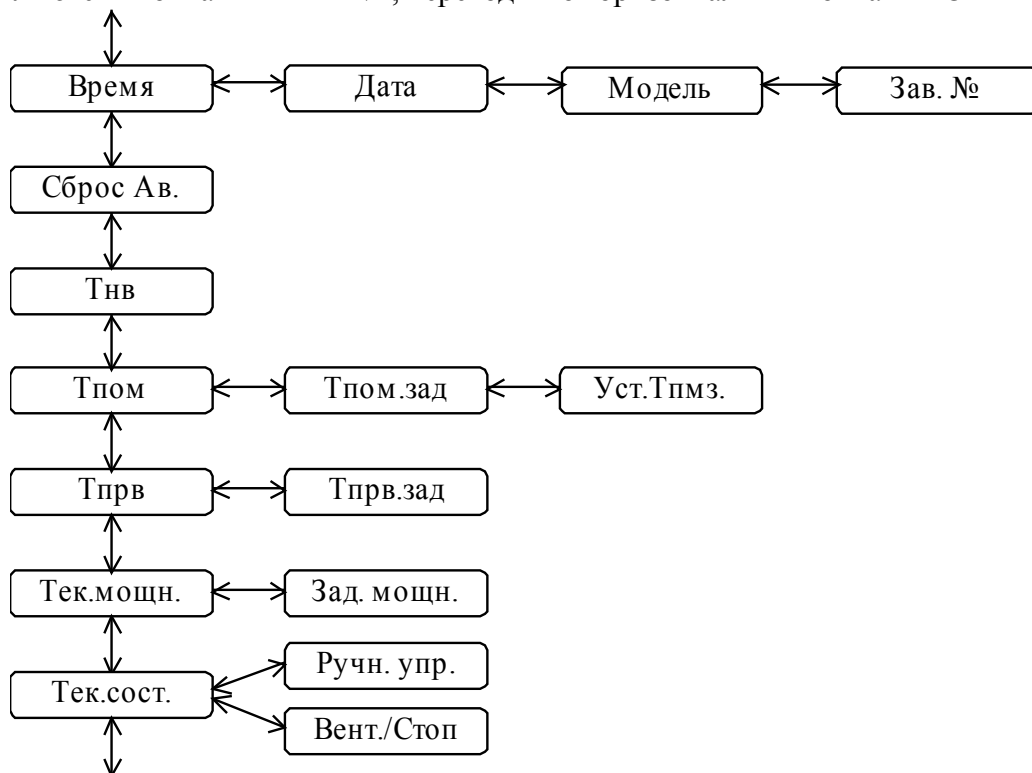 Время Дата Модель Зав. №
Сброс Ав.
Тнв
Тпом Тпом.зад Уст.Тпмз.
Тпрв Тпрв.зад
Тек.мощн. Зад. мощн.
Ручн. упр.
Тек.сост.
Вент./Стоп